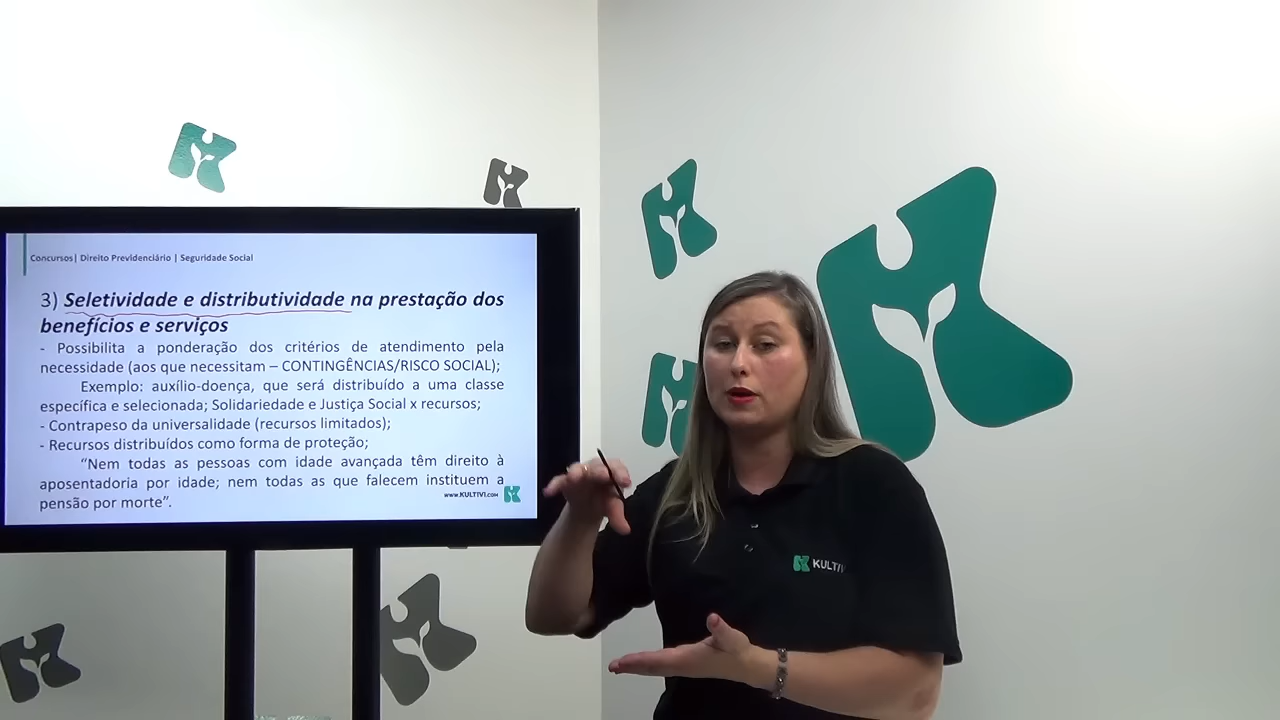 Concursos| Direito Previdenciário | Seguridade Social
3) Seletividade e distributividade na prestação dos
benefícios e serviços
- Possibilita a ponderação dos critérios de atendimento pela
necessidade (aos que necessitam – CONTINGÊNCIAS/RISCO SOCIAL);
Exemplo: auxílio-doença, que será distribuído a uma classe
específica e selecionada; Solidariedade e Justiça Social x recursos;
- Contrapeso da universalidade (recursos limitados);
- Recursos distribuídos como forma de proteção;
“Nem todas as pessoas com idade avançada têm direito à
aposentadoria por idade; nem todas as que falecem instituem a
pensão por morte”.
www.KULTIVI.com
KULTIVI